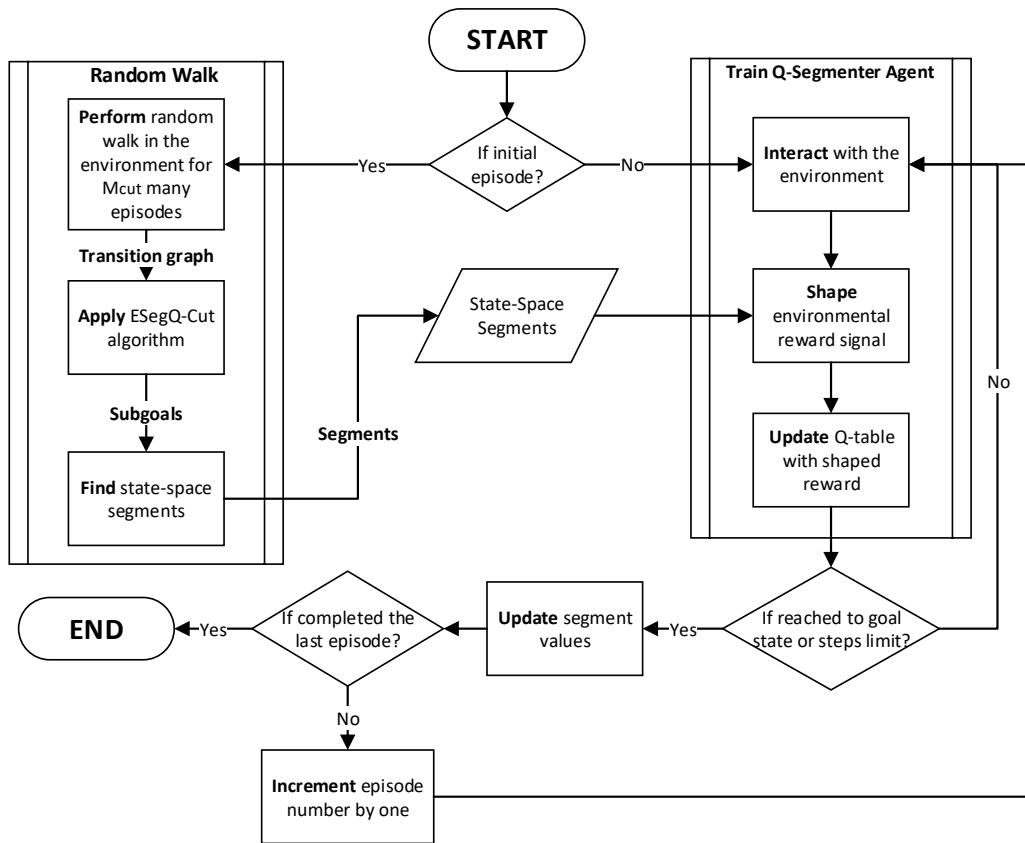 START
Random Walk
Perform random
walk in the
environment for
Mcut many
episodes
Transition graph
Apply ESegQ-Cut
algorithm
Subgoals
Find state-space
segments
Yes
If initial
episode?
No
Train Q-Segmenter Agent
Interact with the
environment
State-Space
Segments
Segments
Shape
environmental
reward signal
Update Q-table
with shaped
reward
No
If reached to goal
state or steps limit?
Yes
Update segment
values
If completed the
last episode?
Yes
END
No
Increment episode
number by one